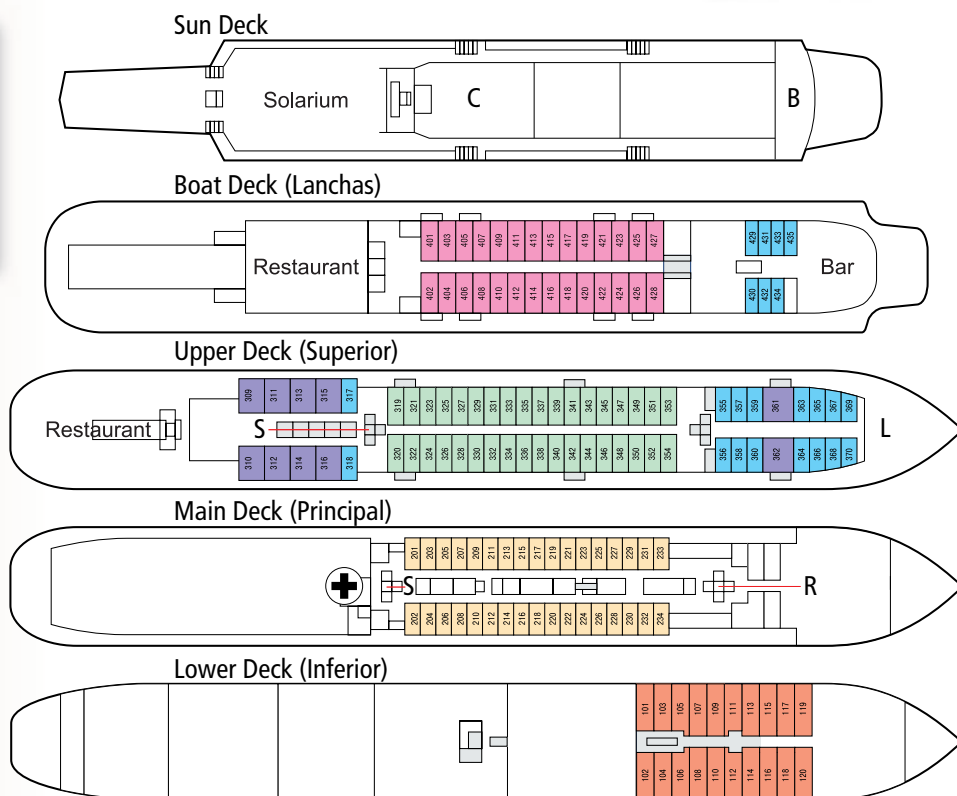 Sun Deck
Solarium
C
B
Boat Deck (Lanchas)
401 403 405 407 409 411 413 415 417 419 421 423 425 427
429 431 433 435
Restaurant
Bar
402 404 406 408 410 412 414 416 418 420 422 424 426 428
430 432 434
Upper Deck (Superior)
309 311 313 315 317
319 321 323 325 327 329 331 333 335 337 339 341 343 345 347 349 351 353
355 357 359 361 363 365 367 369
Restaurant
S
L
310 312 314 316 318
320 322 324 326 328 330 332 334 336 338 340 342 344 346 348 350 352 354
356 358 360 362 364 366 368 370
Main Deck (Principal)
201 203 205 207 209 211 213 215 217 219 221 223 225 227 229 231 233
S
R
202 204 206 208 210 212 214 216 218 220 222 224 226 228 230 232 234
Lower Deck (Inferior)
101 103 105 107 109 111 113 115 117 119
102 104 106 108 110 112 114 116 118 120